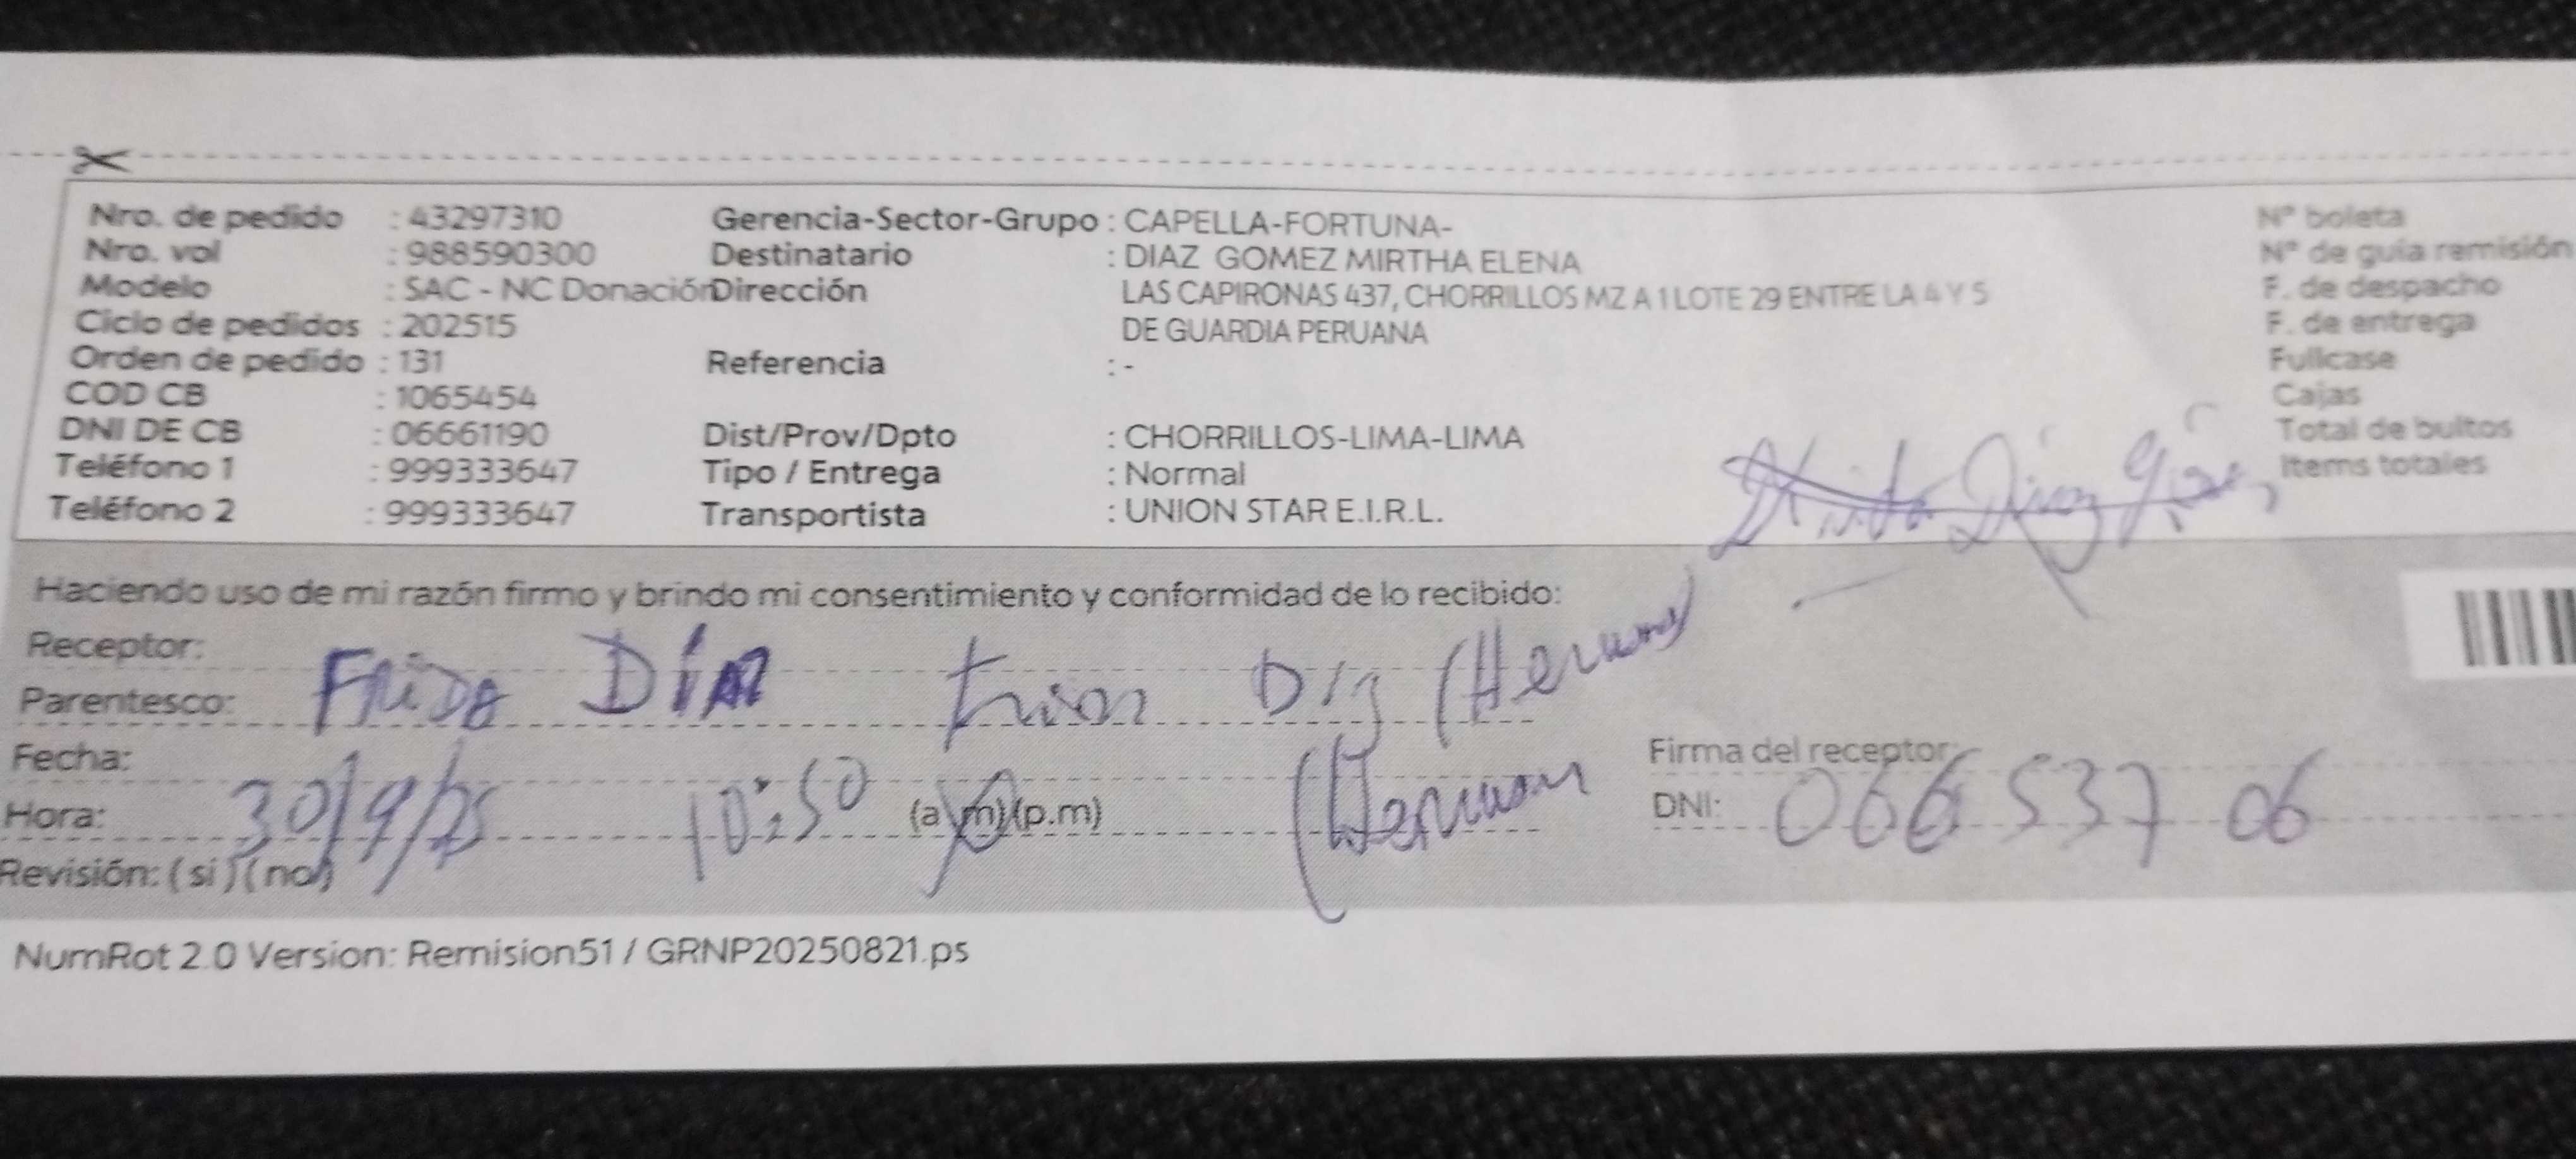 Nro. de pedido : 43297310 Gerencia-Sector-Grupo : CAPELLA-FORTUNA- N° boleta
Nro. vol : 988590300 Destinatario : DIAZ GOMEZ MIRTHA ELENA N° de guía remisión
Modelo : SAC - NC Donación Dirección LAS CAPIRONAS 437, CHORRILLOS MZ A 1 LOTE 29 ENTRE LA 4 Y 5 F. de despacho
Ciclo de pedidos : 202515 DE GUARDIA PERUANA F. de entrega
Orden de pedido : 131 Referencia : - Fullcase
COD CB : 1065454 Cajas
DNI DE CB : 06661190 Dist/Prov/Dpto : CHORRILLOS-LIMA-LIMA Total de bultos
Teléfono 1 : 999333647 Tipo / Entrega : Normal Items totales
Teléfono 2 : 999333647 Transportista : UNION STAR E.I.R.L.
Haciendo uso de mi razón firmo y brindo mi consentimiento y conformidad de lo recibido:
Receptor:
Parentesco: Frida DÍAZ
Fecha: Firma del receptor:
Hora: 30/9/25 10:50 (a.m)(p.m) DNI: 066 537 06
Revisión: (si) (no)
NumRot 2.0 Version: Remision51 / GRNP20250821.ps